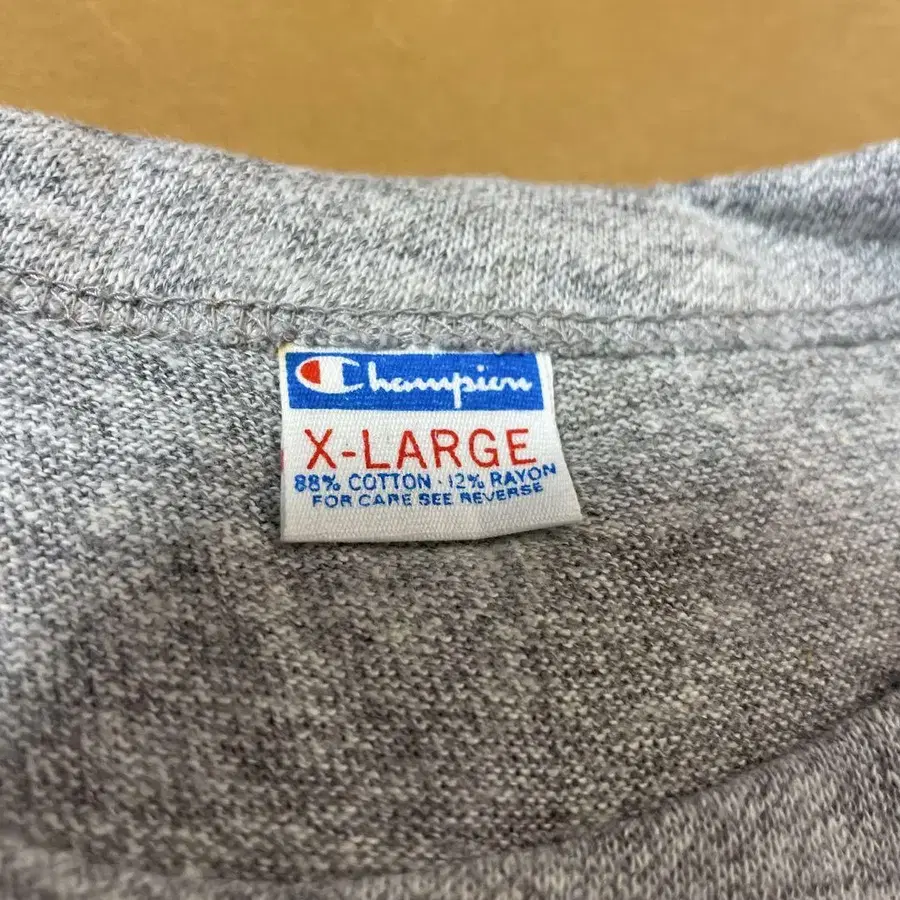 Champion
X-LARGE
88% COTTON · 12% RAYON
FOR CARE SEE REVERSE